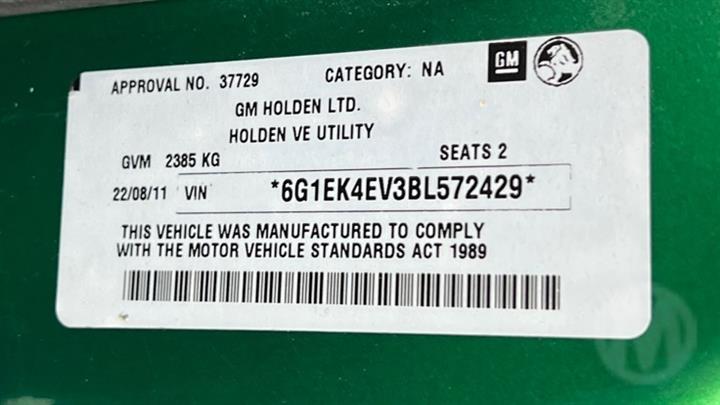 APPROVAL NO. 37729 CATEGORY: NA GM
GM HOLDEN LTD.
HOLDEN VE UTILITY
GVM 2385 KG SEATS 2
22/08/11 VIN *6G1EK4EV3BL572429*
THIS VEHICLE WAS MANUFACTURED TO COMPLY
WITH THE MOTOR VEHICLE STANDARDS ACT 1989
M